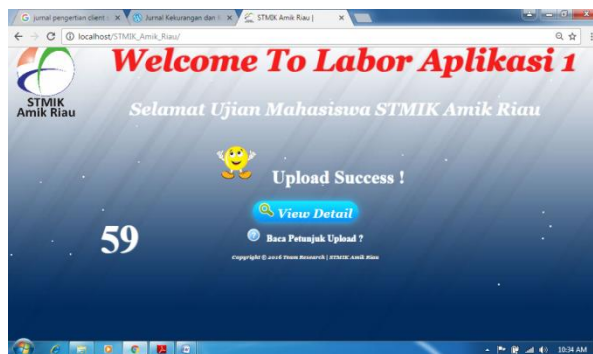 jurnal pengertian client
Jurnal Kekurangan dan
STMIK Amik Riau |
localhost/STMIK_Amik_Riau/
Welcome To Labor Aplikasi 1
STMIK
Amik Riau
Selamat Ujian Mahasiswa STMIK Amik Riau
Upload Success !
View Detail
59
Baca Petunjuk Upload ?
Copyright © 2016 Team Research | STMIK Amik Riau
10:34 AM